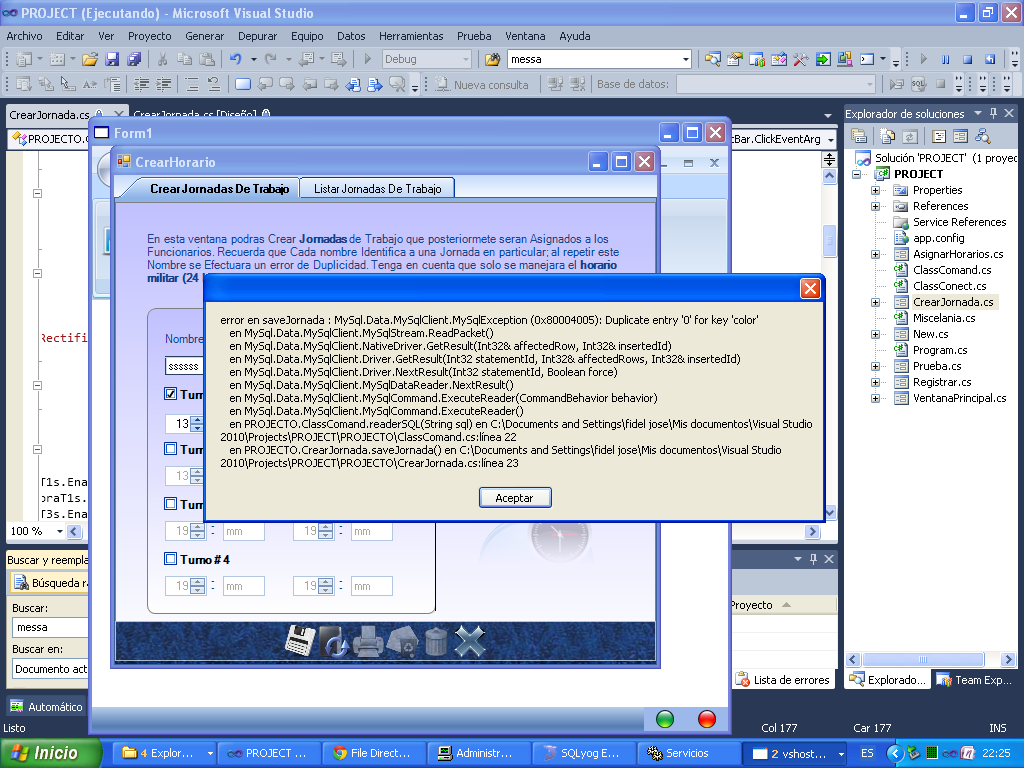 PROJECT (Ejecutando) - Microsoft Visual Studio
Archivo Editar Ver Proyecto Generar Depurar Equipo Datos Herramientas Prueba Ventana Ayuda
Debug messa
Nueva consulta Base de datos:
CrearJornada.cs CrearJornada.cs [Diseño]
Explorador de soluciones
Form1
PROJECTO.C
cBar.ClickEventArg
CrearHorario
Solución 'PROJECT' (1 proyec
PROJECT
Properties
References
Service References
app.config
AsignarHorarios.cs
ClassComand.cs
ClassConect.cs
CrearJornada.cs
Miscelania.cs
New.cs
Program.cs
Prueba.cs
Registrar.cs
VentanaPrincipal.cs
Crear Jornadas De Trabajo Listar Jornadas De Trabajo
En esta ventana podras Crear Jornadas de Trabajo que posteriormete seran Asignados a los
Funcionarios. Recuerda que Cada nombre Identifica a una Jornada en particular; al repetir este
Nombre se Efectuara un error de Duplicidad. Tenga en cuenta que solo se manejara el horario
militar (24
error en saveJornada : MySql.Data.MySqlClient.MySqlException (0x80004005): Duplicate entry '0' for key 'color'
en MySql.Data.MySqlClient.MySqlStream.ReadPacket()
en MySql.Data.MySqlClient.NativeDriver.GetResult(Int32& affectedRow, Int32& insertedId)
en MySql.Data.MySqlClient.Driver.GetResult(Int32 statementId, Int32& affectedRows, Int32& insertedId)
en MySql.Data.MySqlClient.Driver.NextResult(Int32 statementId, Boolean force)
en MySql.Data.MySqlClient.MySqlDataReader.NextResult()
en MySql.Data.MySqlClient.MySqlCommand.ExecuteReader(CommandBehavior behavior)
en MySql.Data.MySqlClient.MySqlCommand.ExecuteReader()
en PROJECTO.ClassComand.readerSQL(String sql) en C:\Documents and Settings\fidel jose\Mis documentos\Visual Studio
2010\Projects\PROJECT\PROJECTO\ClassComand.cs:línea 22
en PROJECTO.CrearJornada.saveJornada() en C:\Documents and Settings\fidel jose\Mis documentos\Visual Studio
2010\Projects\PROJECT\PROJECTO\CrearJornada.cs:línea 23
Aceptar
Rectifi
Nombre
ssssss
Turn
13
Turn
13
Turn
19 : mm 19 : mm
Turno # 4
19 : mm 19 : mm
T1s.Ena
oraT1s.
T3s.Ena
100 %
Buscar y reempla
Búsqueda r
Buscar:
messa
Buscar en:
Documento act
Proyecto
Lista de errores
Explorado... Team Exp...
Automático
Listo Col 177 Car 177 INS
Inicio 4 Explor... PROJECT ... File Direct... Administr... SQLyog E... Servicios 2 vshost... ES 22:25